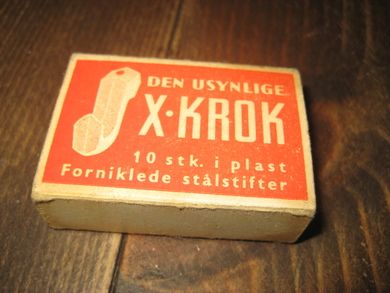 DEN USYNLIGE
X·KROK
10 stk. i plast
Forniklede stålstifter